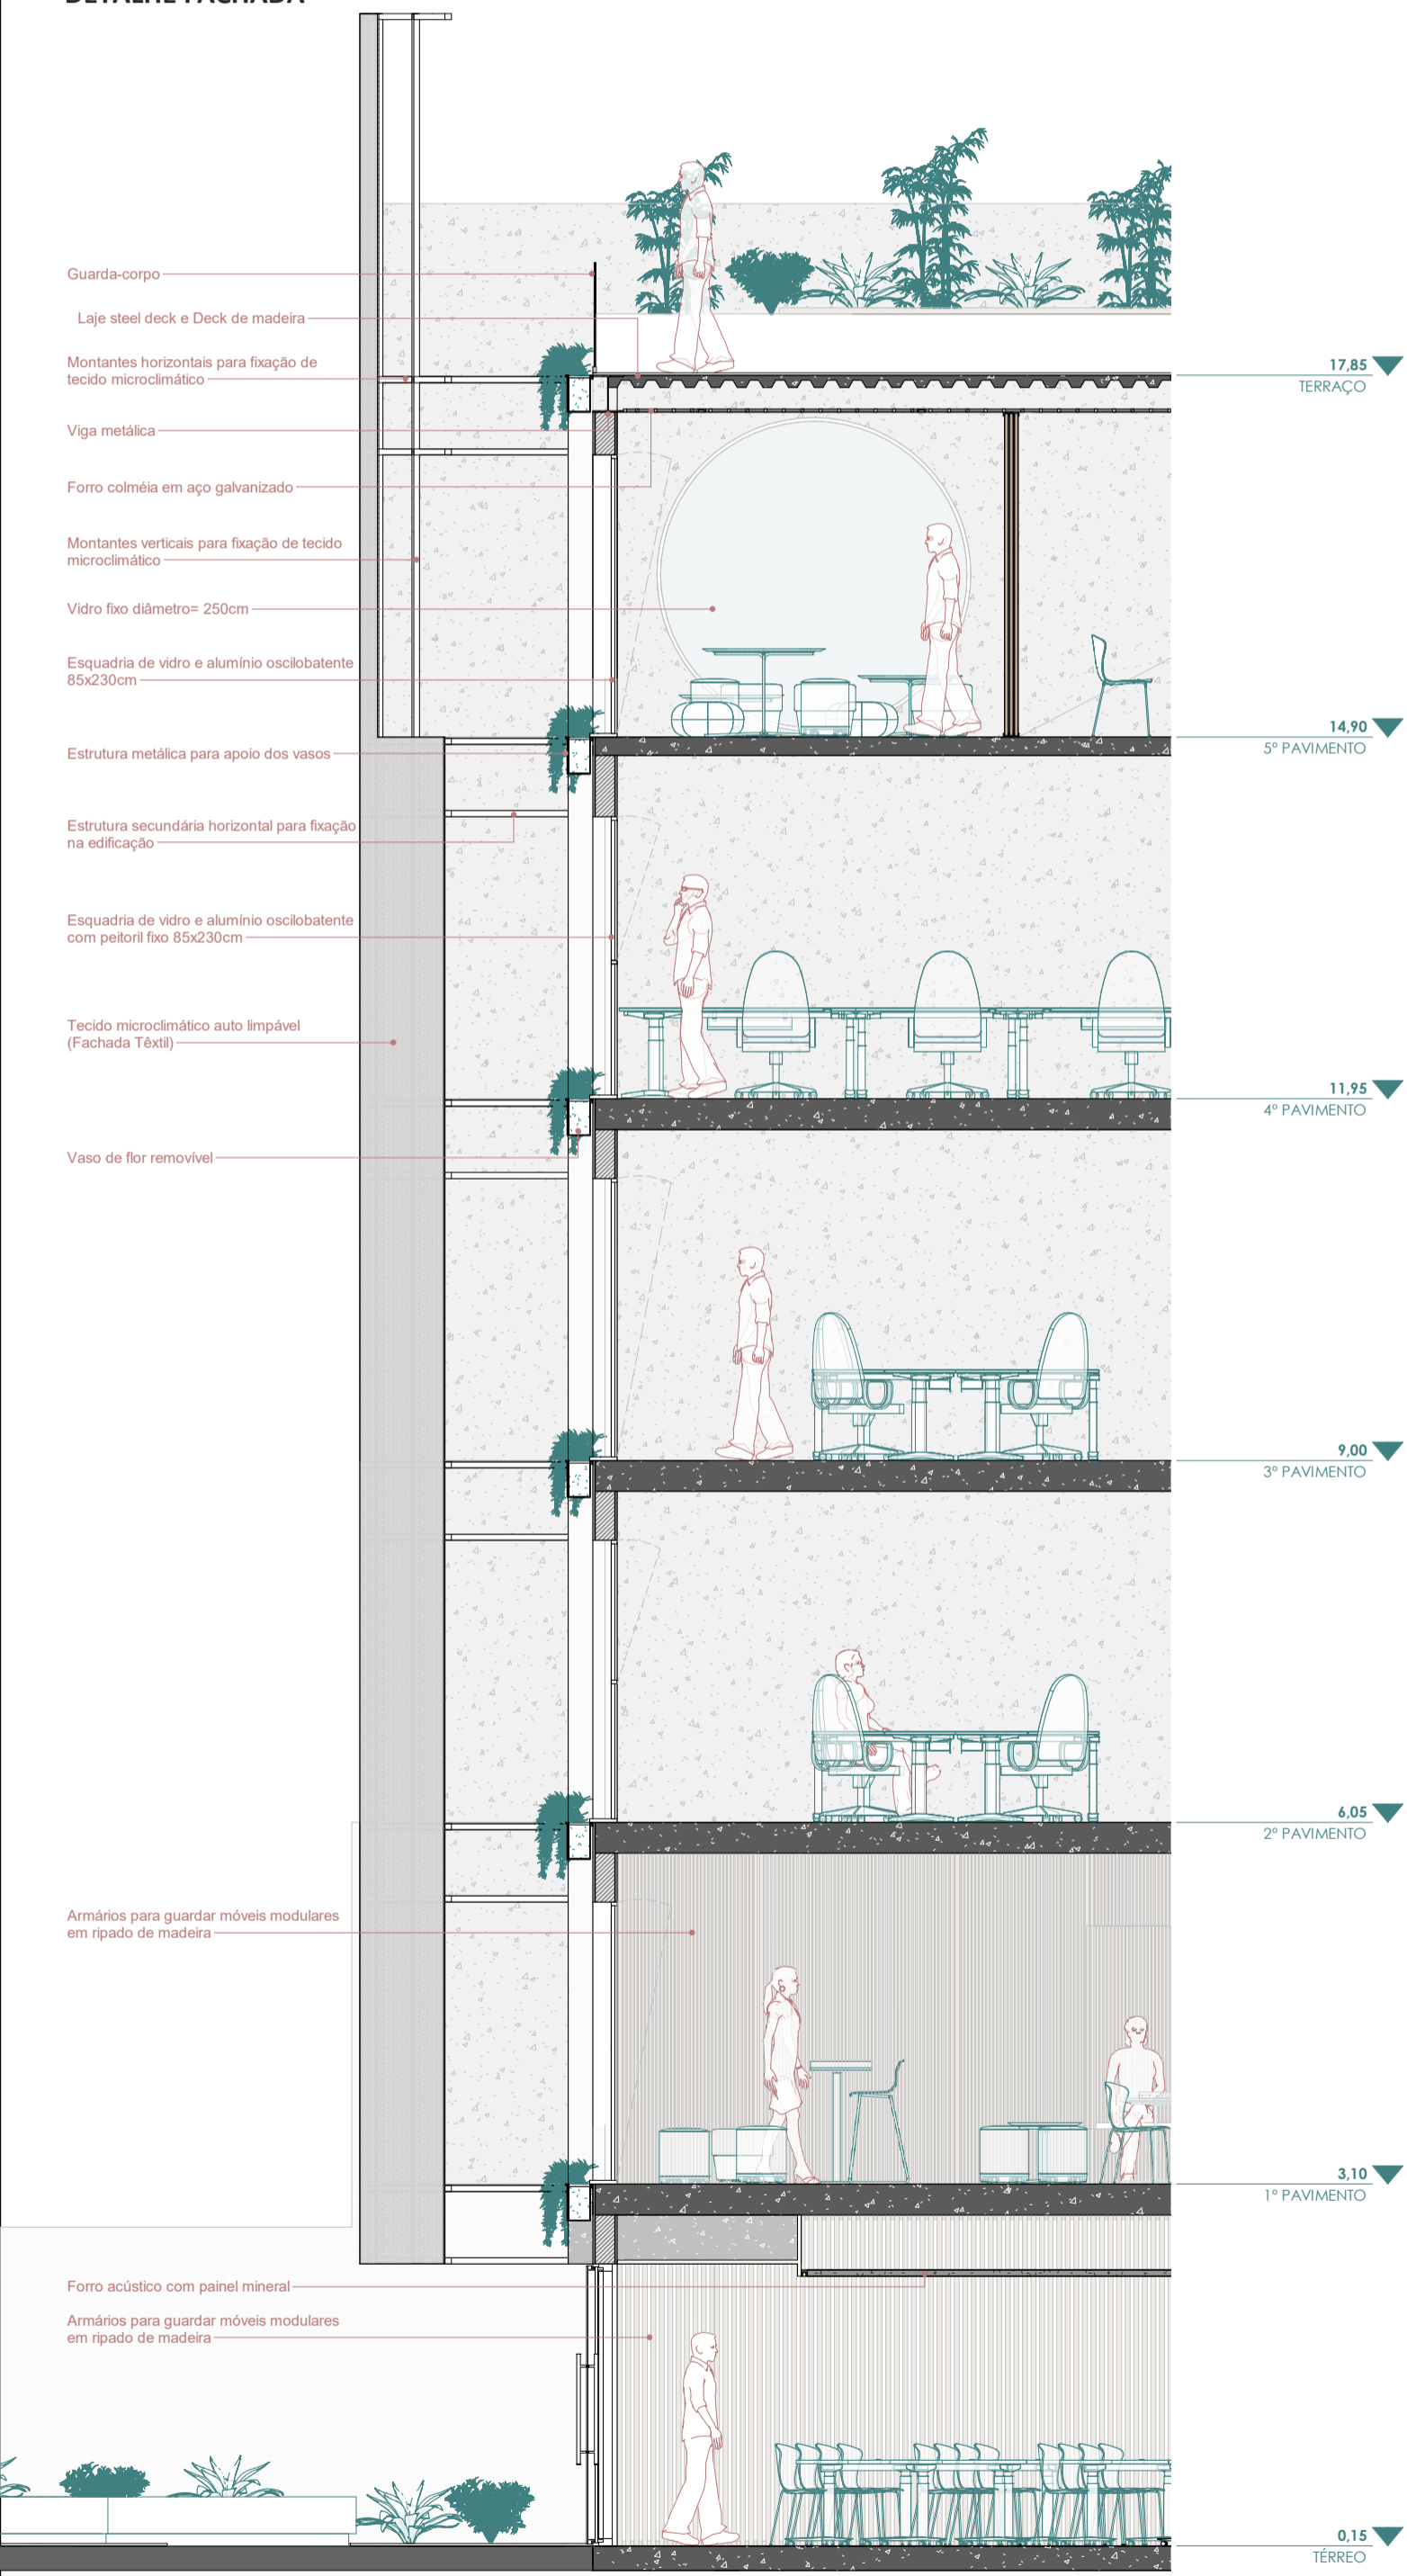 DETALHE FACHADA
Guarda-corpo
Laje steel deck e Deck de madeira
Montantes horizontais para fixação de
tecido microclimático
17,85
TERRAÇO
Viga metálica
Forro colméia em aço galvanizado
Montantes verticais para fixação de tecido
microclimático
Vidro fixo diâmetro= 250cm
Esquadria de vidro e alumínio oscilobatente
85x230cm
14,90
5º PAVIMENTO
Estrutura metálica para apoio dos vasos
Estrutura secundária horizontal para fixação
na edificação
Esquadria de vidro e alumínio oscilobatente
com peitoril fixo 85x230cm
Tecido microclimático auto limpável
(Fachada Têxtil)
11,95
4º PAVIMENTO
Vaso de flor removível
9,00
3º PAVIMENTO
6,05
2º PAVIMENTO
Armários para guardar móveis modulares
em ripado de madeira
3,10
1º PAVIMENTO
Forro acústico com painel mineral
Armários para guardar móveis modulares
em ripado de madeira
0,15
TÉRREO